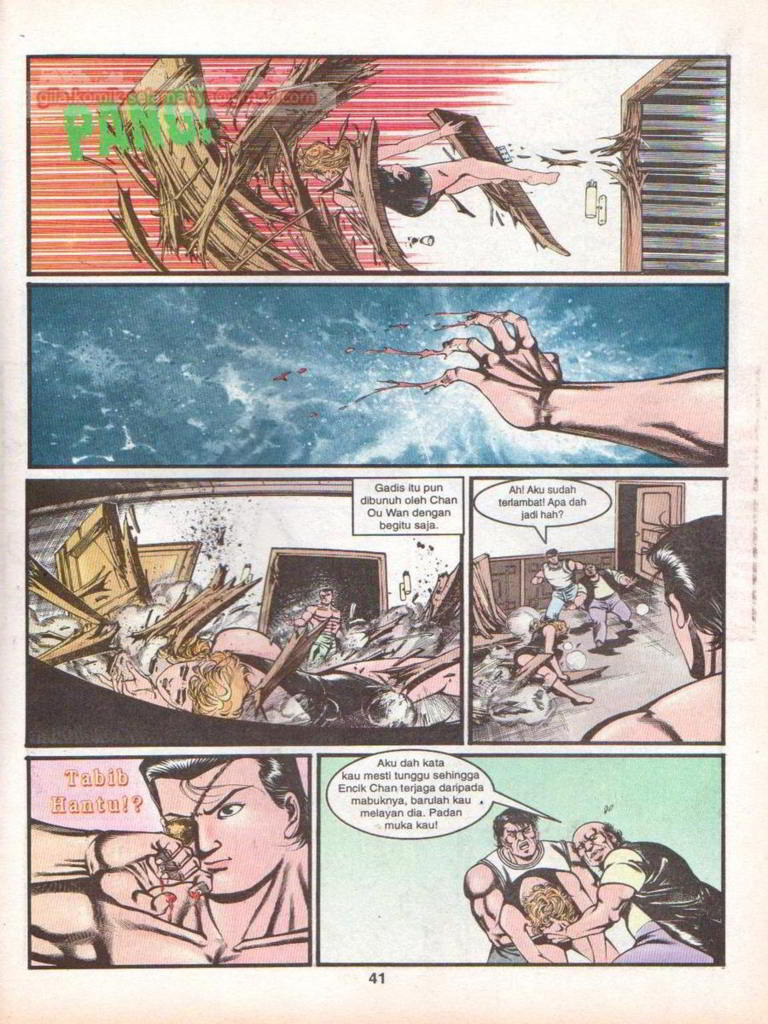 PANG!
Gadis itu pun
dibunuh oleh Chan
Ou Wan dengan
begitu saja.
Ah! Aku sudah
terlambat! Apa dah
jadi hah?
Tabib
Hantu!?
Aku dah kata
kau mesti tunggu sehingga
Encik Chan terjaga daripada
mabuknya, barulah kau
melayan dia. Padan
muka kau!
41